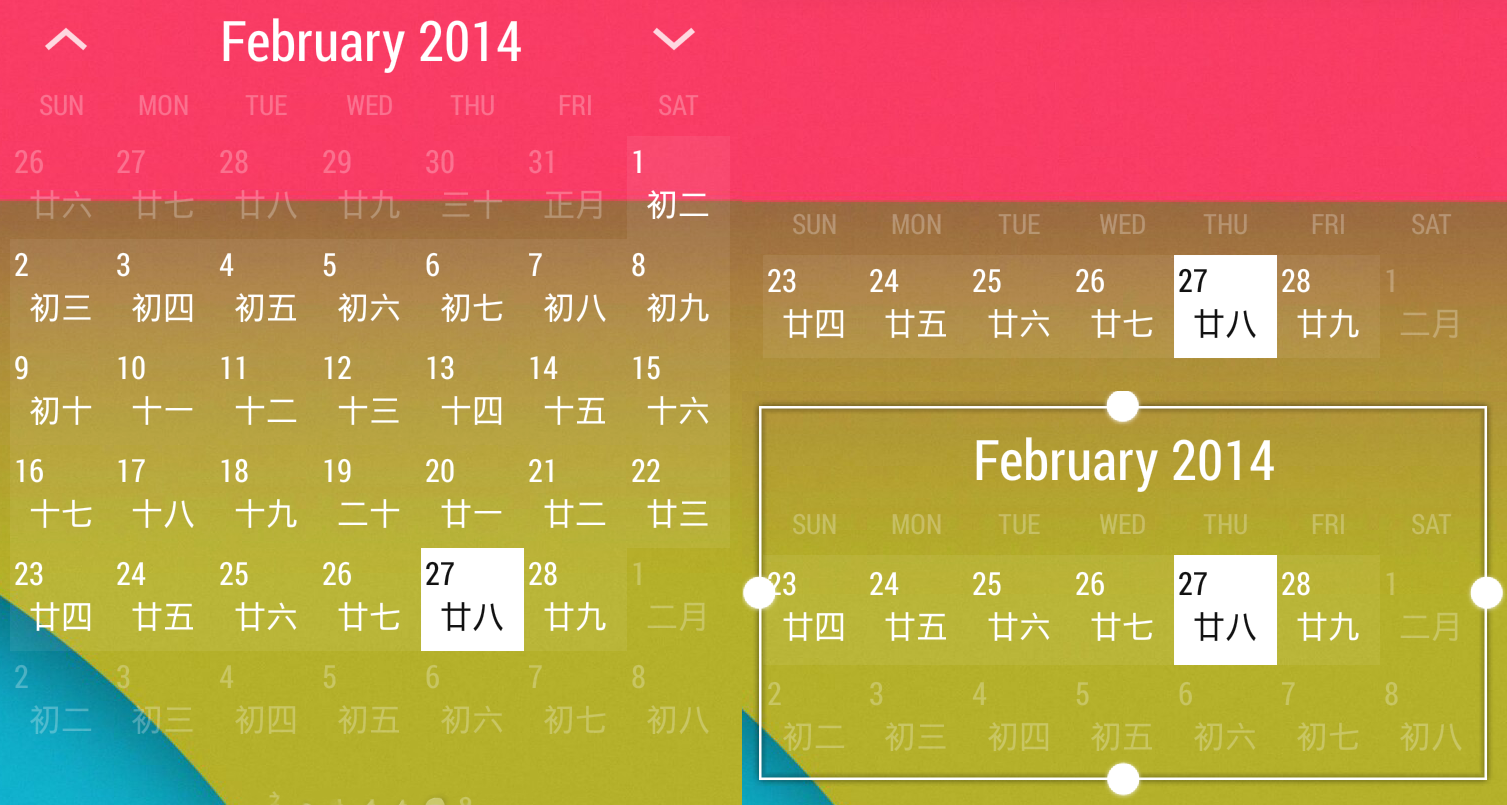 February 2014
SUN MON TUE WED THU FRI SAT
26 27 28 29 30 31 1
廿六 廿七 廿八 廿九 三十 正月 初二
2 3 4 5 6 7 8
初三 初四 初五 初六 初七 初八 初九
9 10 11 12 13 14 15
初十 十一 十二 十三 十四 十五 十六
16 17 18 19 20 21 22
十七 十八 十九 二十 廿一 廿二 廿三
23 24 25 26 27 28 1
廿四 廿五 廿六 廿七 廿八 廿九 二月
2 3 4 5 6 7 8
初二 初三 初四 初五 初六 初七 初八
SUN MON TUE WED THU FRI SAT
23 24 25 26 27 28 1
廿四 廿五 廿六 廿七 廿八 廿九 二月
February 2014
SUN MON TUE WED THU FRI SAT
23 24 25 26 27 28 1
廿四 廿五 廿六 廿七 廿八 廿九 二月
2 3 4 5 6 7 8
初二 初三 初四 初五 初六 初七 初八